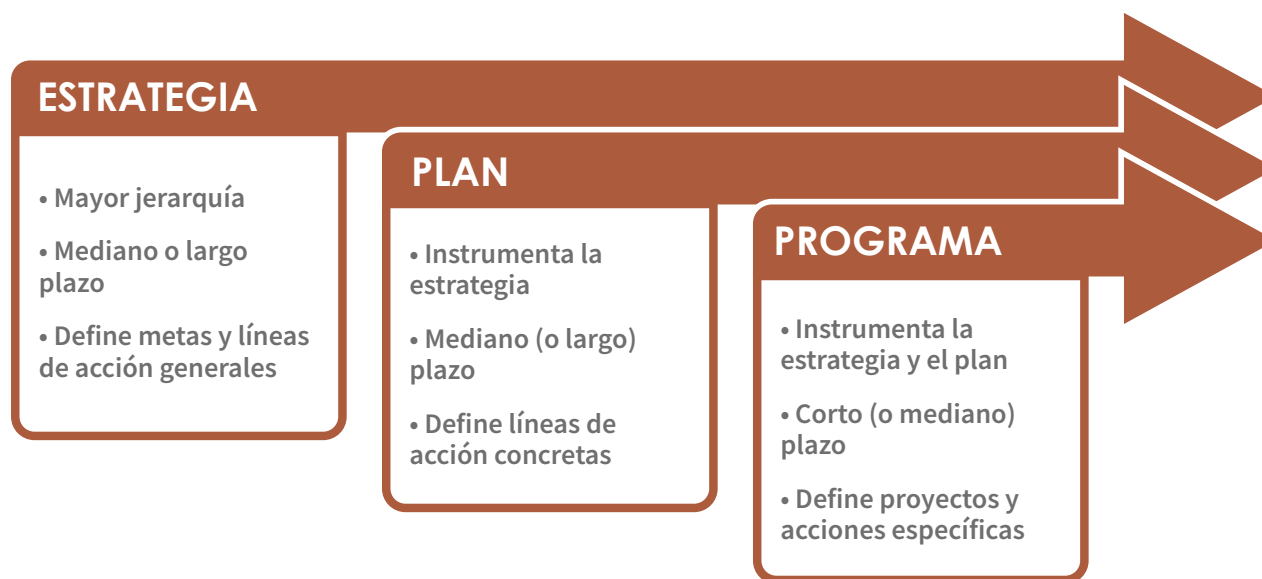 ESTRATEGIA
• Mayor jerarquía
• Mediano o largo
plazo
• Define metas y líneas
de acción generales
PLAN
• Instrumenta la
estrategia
• Mediano (o largo)
plazo
• Define líneas de
acción concretas
PROGRAMA
• Instrumenta la
estrategia y el plan
• Corto (o mediano)
plazo
• Define proyectos y
acciones específicas